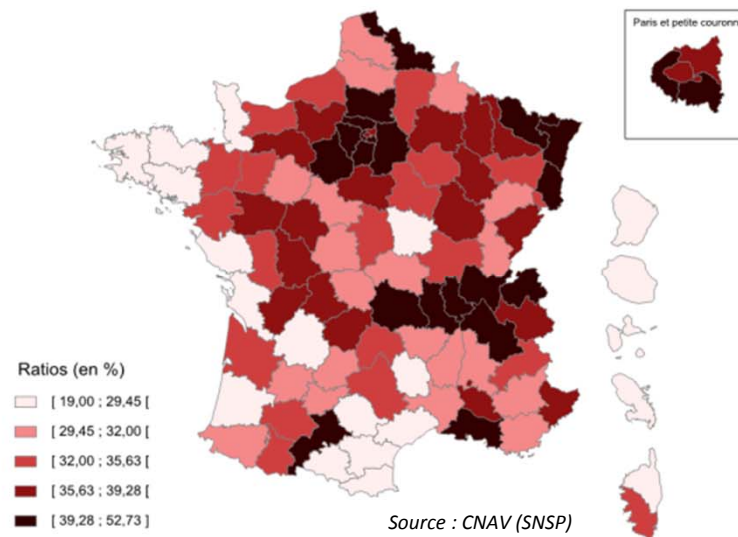 Paris et petite couronn
Ratios (en %)
[ 19,00 ; 29,45 [
[ 29,45 ; 32,00 [
[ 32,00 ; 35,63 [
[ 35,63 ; 39,28 [
[ 39,28 ; 52,73 ]
Source : CNAV (SNSP)